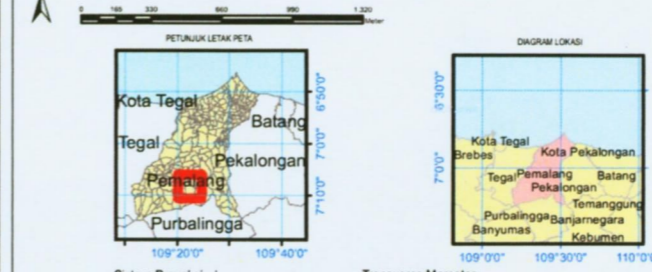 0 165 330 660 990 1.320
Meter
PETUNJUK LETAK PETA
DIAGRAM LOKASI
Kota Tegal
Batang
Tegal
Pekalongan
Pemalang
Purbalingga
6°50'0"
7°0'0"
7°10'0"
109°20'0" 109°40'0"
6°30'0"
7°0'0"
Kota Tegal
Kota Pekalongan
Brebes
Tegal Pemalang Batang
Pekalongan
Temanggung
Purbalingga Banjarnegara
Banyumas
Kebumen
109°0'0" 109°30'0" 110°0'